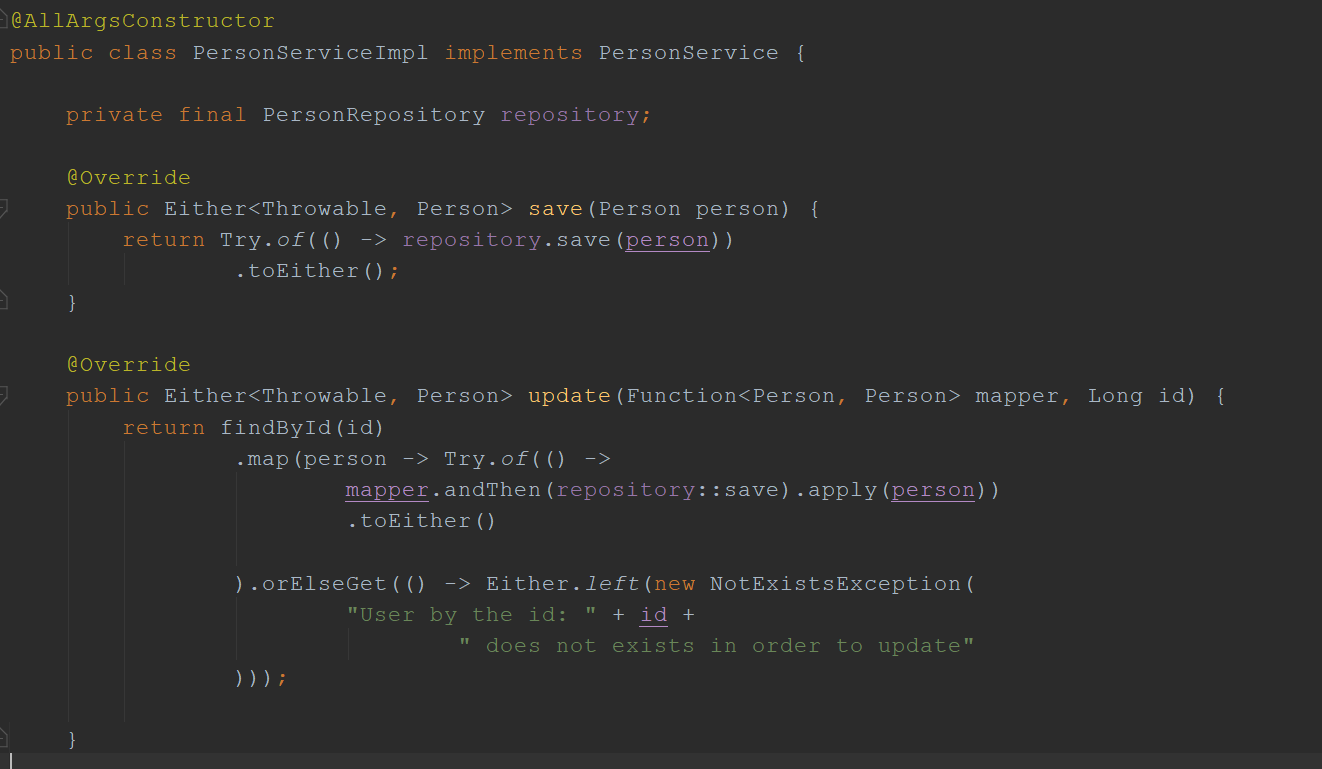 @AllArgsConstructor
public class PersonServiceImpl implements PersonService {
private final PersonRepository repository;
@Override
public Either<Throwable, Person> save(Person person) {
return Try.of(() -> repository.save(person))
.toEither();
}
@Override
public Either<Throwable, Person> update(Function<Person, Person> mapper, Long id) {
return findById(id)
.map(person -> Try.of(() ->
mapper.andThen(repository::save).apply(person))
.toEither()
).orElseGet(() -> Either.left(new NotExistsException(
"User by the id: " + id +
" does not exists in order to update"
)));
}